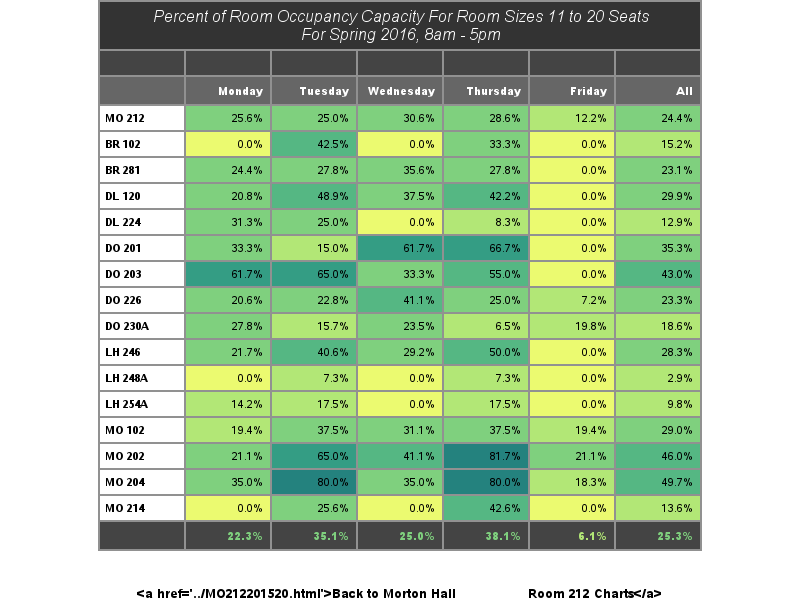 Percent of Room Occupancy Capacity For Room Sizes 11 to 20 Seats
For Spring 2016, 8am - 5pm
Monday Tuesday Wednesday Thursday Friday All
MO 212 25.6% 25.0% 30.6% 28.6% 12.2% 24.4%
BR 102 0.0% 42.5% 0.0% 33.3% 0.0% 15.2%
BR 281 24.4% 27.8% 35.6% 27.8% 0.0% 23.1%
DL 120 20.8% 48.9% 37.5% 42.2% 0.0% 29.9%
DL 224 31.3% 25.0% 0.0% 8.3% 0.0% 12.9%
DO 201 33.3% 15.0% 61.7% 66.7% 0.0% 35.3%
DO 203 61.7% 65.0% 33.3% 55.0% 0.0% 43.0%
DO 226 20.6% 22.8% 41.1% 25.0% 7.2% 23.3%
DO 230A 27.8% 15.7% 23.5% 6.5% 19.8% 18.6%
LH 246 21.7% 40.6% 29.2% 50.0% 0.0% 28.3%
LH 248A 0.0% 7.3% 0.0% 7.3% 0.0% 2.9%
LH 254A 14.2% 17.5% 0.0% 17.5% 0.0% 9.8%
MO 102 19.4% 37.5% 31.1% 37.5% 19.4% 29.0%
MO 202 21.1% 65.0% 41.1% 81.7% 21.1% 46.0%
MO 204 35.0% 80.0% 35.0% 80.0% 18.3% 49.7%
MO 214 0.0% 25.6% 0.0% 42.6% 0.0% 13.6%
22.3% 35.1% 25.0% 38.1% 6.1% 25.3%
<a href='../MO212201520.html'>Back to Morton Hall Room 212 Charts</a>